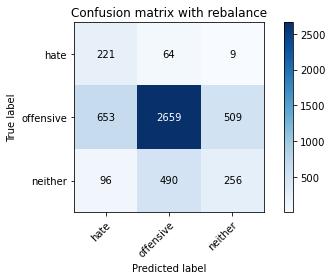 Confusion matrix with rebalance
hate
221
64
9
offensive
653
2659
509
neither
96
490
256
True label
hate
offensive
neither
Predicted label
2500
2000
1500
1000
500